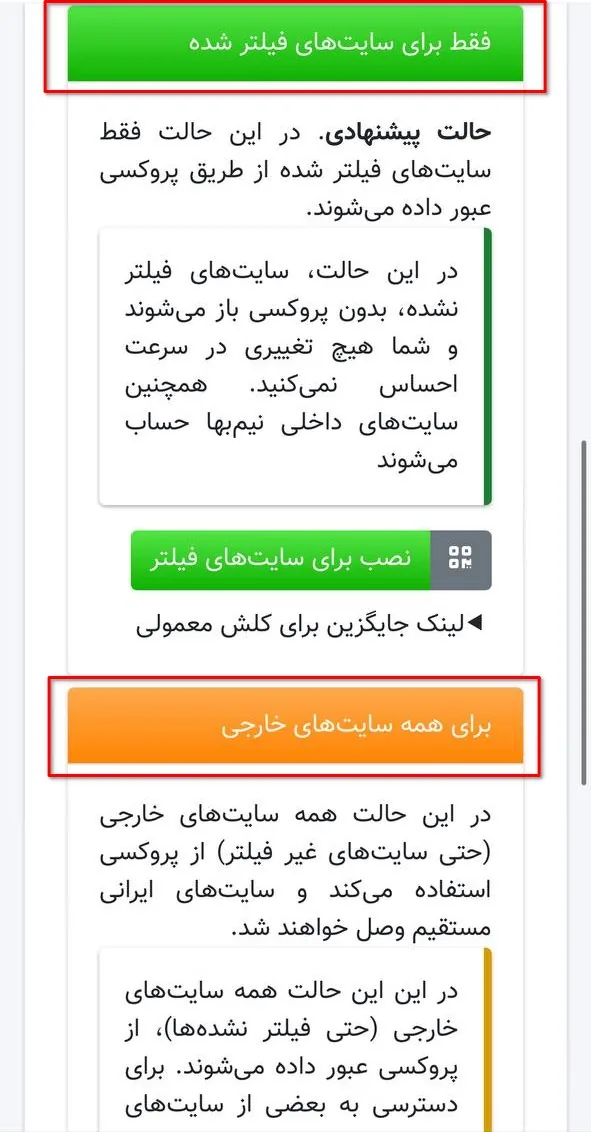 فقط برای سایت‌های فیلتر شده
حالت پیشنهادی. در این حالت فقط
سایت‌های فیلتر شده از طریق پروکسی
عبور داده می‌شوند.
در این حالت، سایت‌های فیلتر
نشده، بدون پروکسی باز می‌شوند
و شما هیچ تغییری در سرعت
احساس نمی‌کنید. همچنین
سایت‌های داخلی نیم‌بها حساب
می‌شوند
نصب برای سایت‌های فیلتر
◀لینک جایگزین برای کلش معمولی
برای همه سایت‌های خارجی
در این حالت همه سایت‌های خارجی
(حتی سایت‌های غیر فیلتر) از پروکسی
استفاده می‌کند و سایت‌های ایرانی
مستقیم وصل خواهند شد.
در این این حالت همه سایت‌های
خارجی (حتی فیلتر نشده‌ها)، از
پروکسی عبور داده می‌شوند. برای
دسترسی به بعضی از سایت‌های